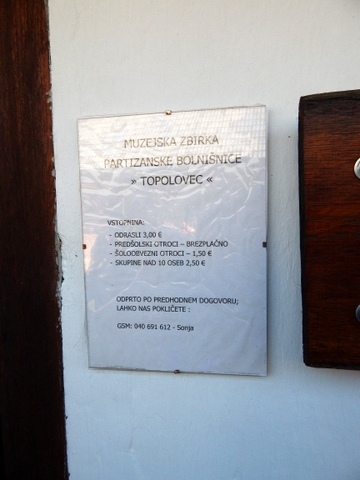 MUZEJSKA ZBIRKA
PARTIZANSKE BOLNIŠNICE
» TOPOLOVEC «
VSTOPNINA:
- ODRASLI 3,00 €
- PREDŠOLSKI OTROCI – BREZPLAČNO
- ŠOLOOBVEZNI OTROCI – 1,50 €
- SKUPINE NAD 10 OSEB 2,50 €
ODPRTO PO PREDHODNEM DOGOVORU;
LAHKO NAS POKLIČETE :
GSM: 040 691 612 - Sonja